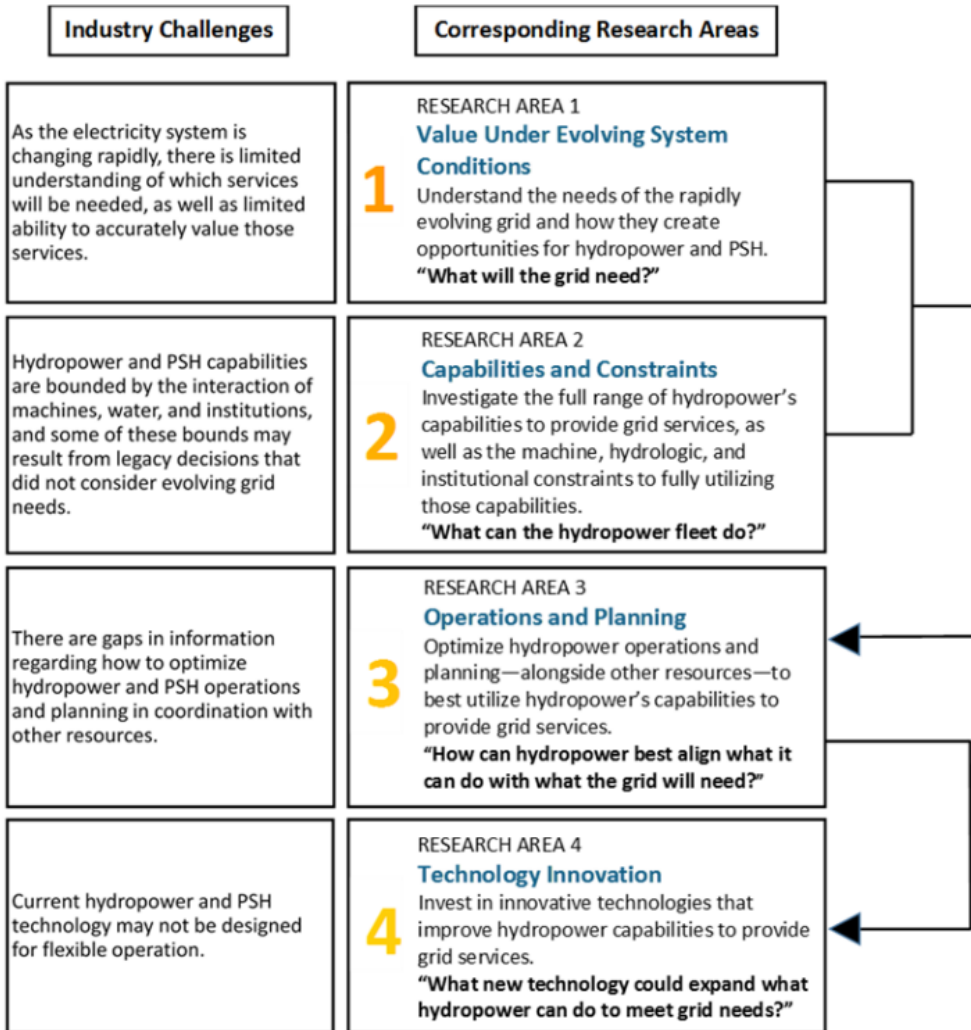 Industry Challenges
Corresponding Research Areas
As the electricity system is
changing rapidly, there is limited
understanding of which services
will be needed, as well as limited
ability to accurately value those
services.
1
RESEARCH AREA 1
Value Under Evolving System
Conditions
Understand the needs of the rapidly
evolving grid and how they create
opportunities for hydropower and PSH.
“What will the grid need?”
Hydropower and PSH capabilities
are bounded by the interaction of
machines, water, and institutions,
and some of these bounds may
result from legacy decisions that
did not consider evolving grid
needs.
2
RESEARCH AREA 2
Capabilities and Constraints
Investigate the full range of hydropower’s
capabilities to provide grid services, as
well as the machine, hydrologic, and
institutional constraints to fully utilizing
those capabilities.
“What can the hydropower fleet do?”
There are gaps in information
regarding how to optimize
hydropower and PSH operations
and planning in coordination with
other resources.
3
RESEARCH AREA 3
Operations and Planning
Optimize hydropower operations and
planning—alongside other resources—to
best utilize hydropower’s capabilities to
provide grid services.
“How can hydropower best align what it
can do with what the grid will need?”
Current hydropower and PSH
technology may not be designed
for flexible operation.
4
RESEARCH AREA 4
Technology Innovation
Invest in innovative technologies that
improve hydropower capabilities to provide
grid services.
“What new technology could expand what
hydropower can do to meet grid needs?”